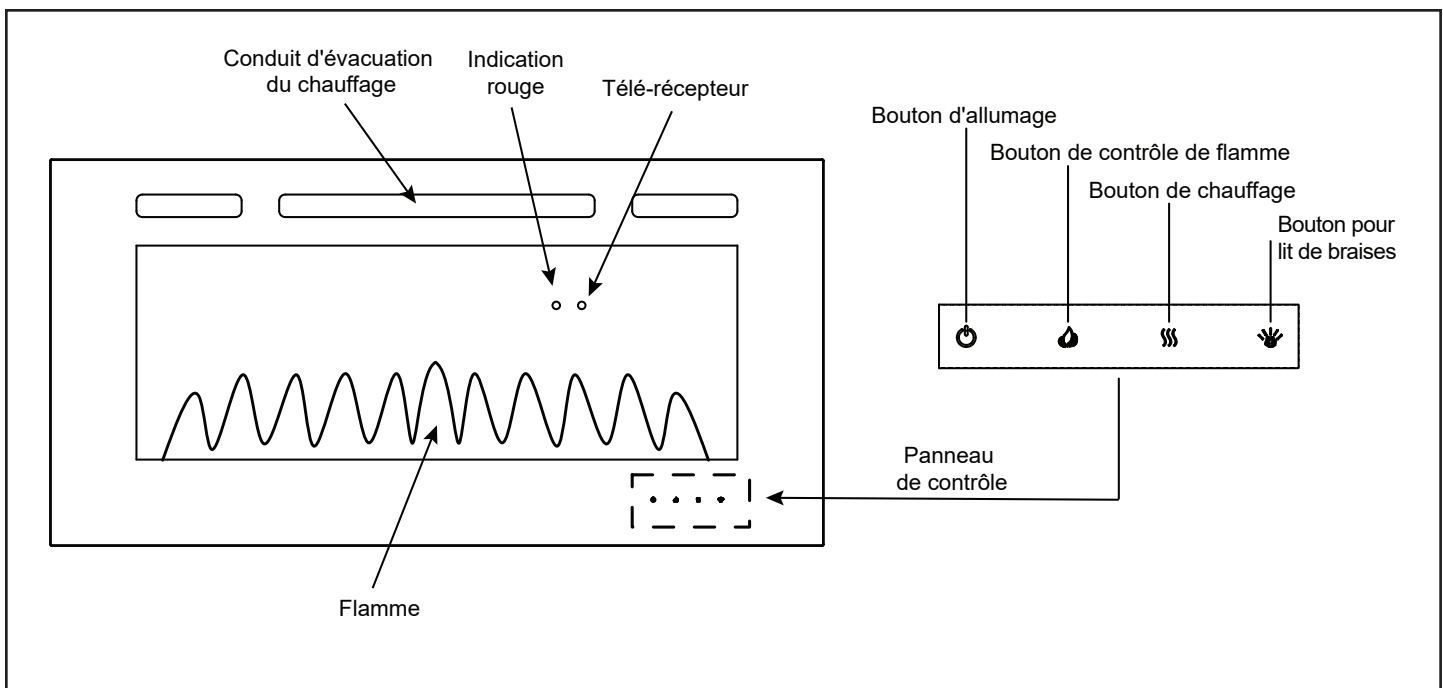 Conduit d'évacuation
du chauffage
Indication
rouge
Télé-récepteur
Bouton d'allumage
Bouton de contrôle de flamme
Bouton de chauffage
Bouton pour
lit de braises
Panneau
de contrôle
Flamme